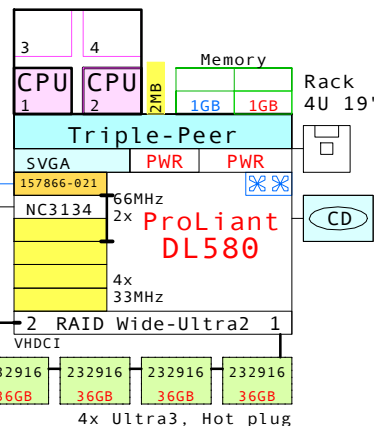 3 4
Memory
CPU CPU
1 2
2MB
1GB 1GB
Rack
4U 19'
Triple-Peer
SVGA PWR PWR
157866-021
NC3134
66MHz
2x
ProLiant
DL580
CD
4x
33MHz
2 RAID Wide-Ultra2 1
VHDCI
232916 232916 232916 232916
36GB 36GB 36GB 36GB
4x Ultra3, Hot plug